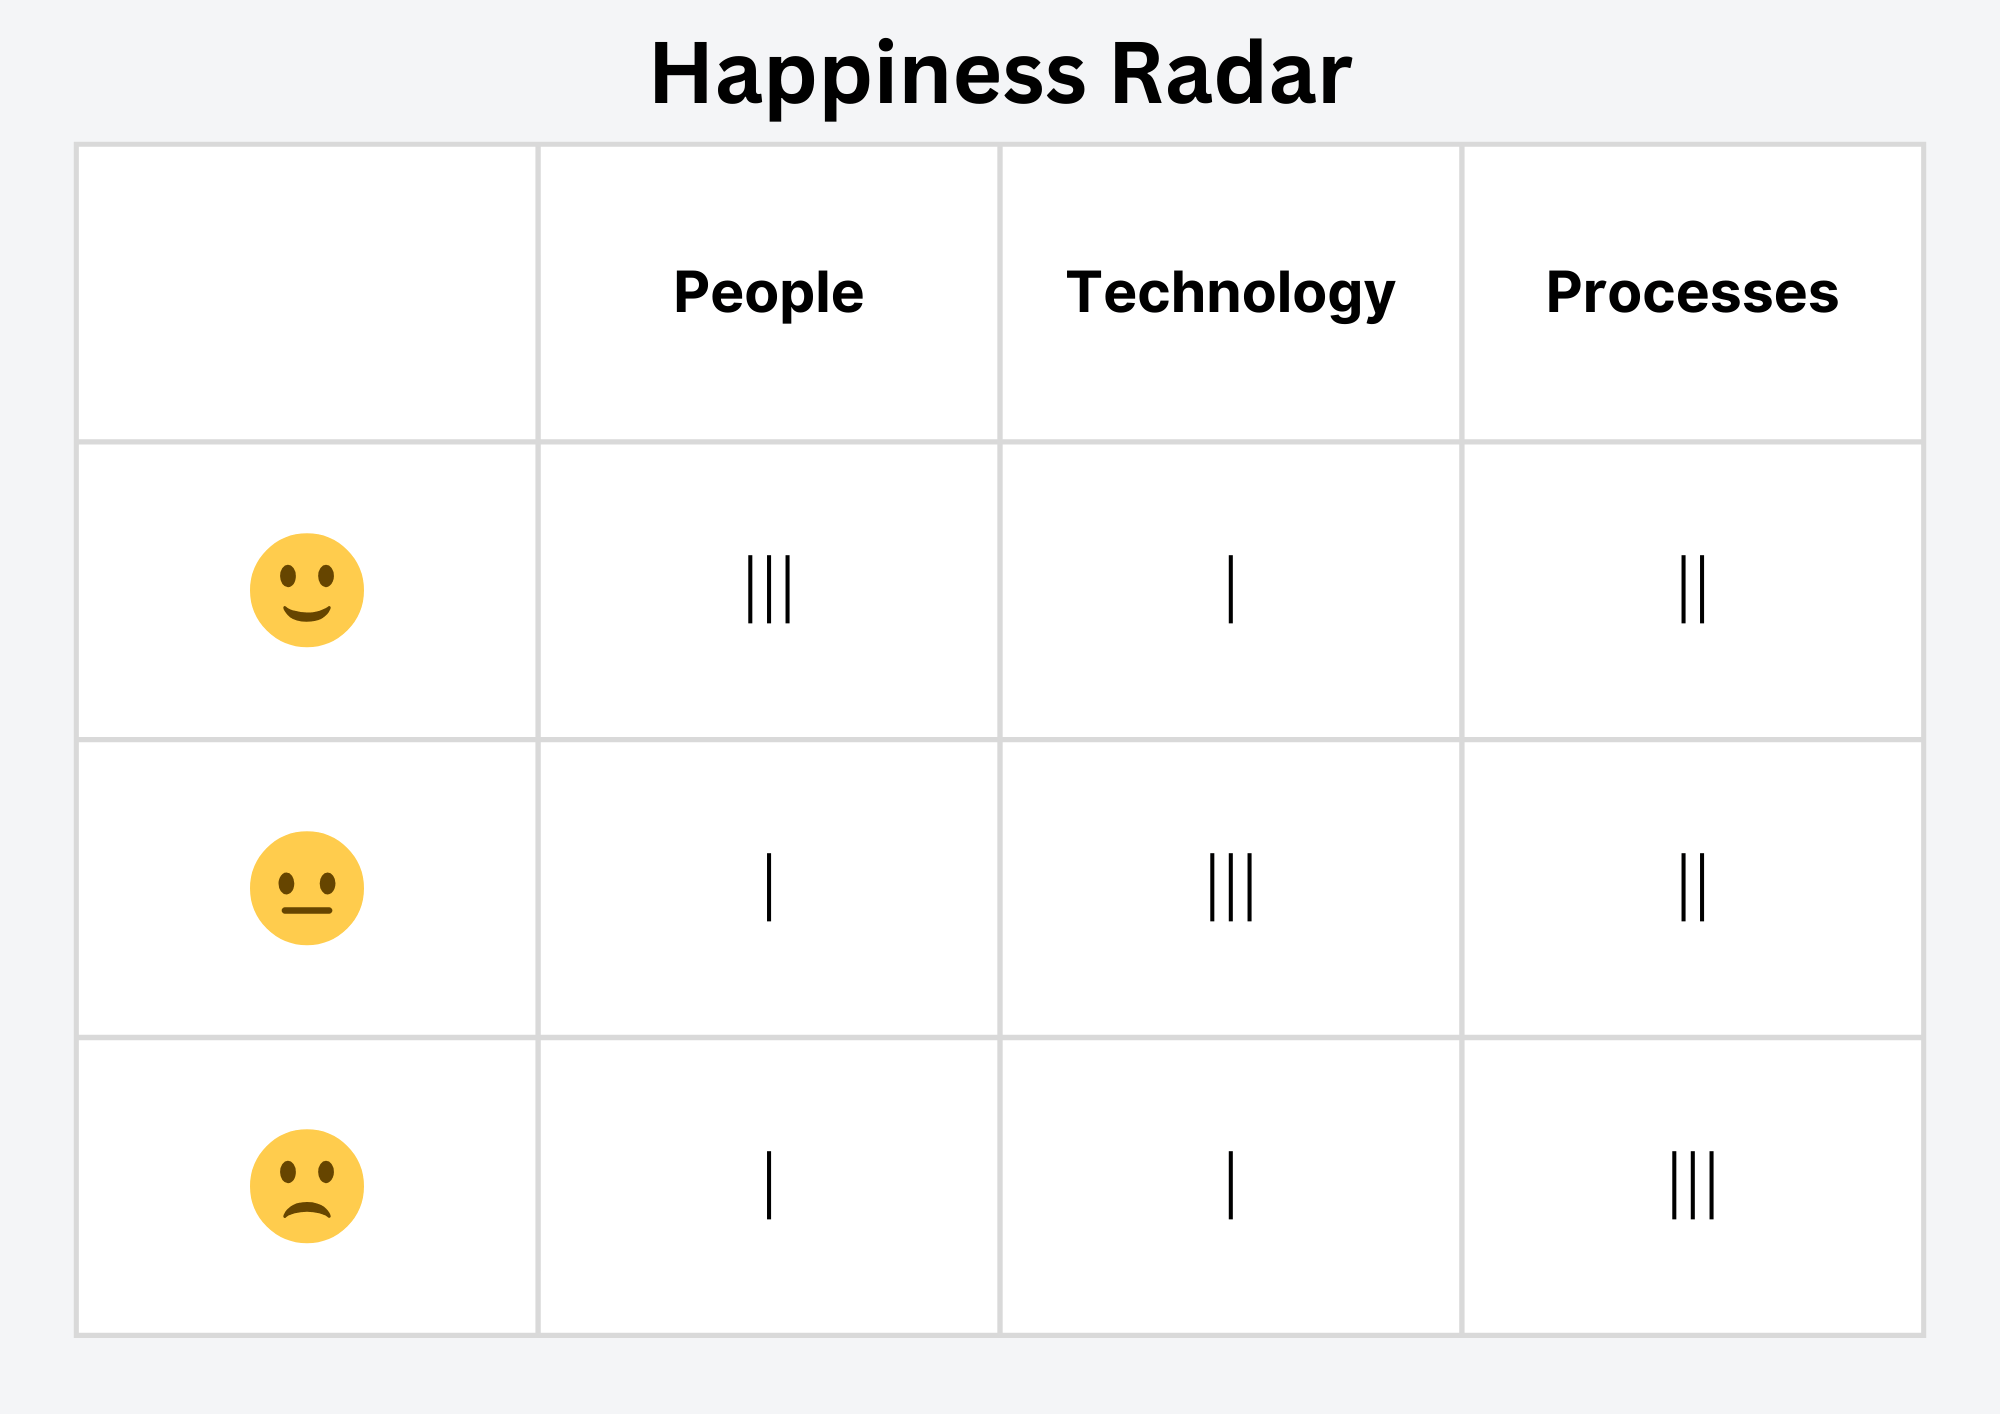 Happiness Radar
People Technology Processes
||| | ||
| ||| ||
| | |||